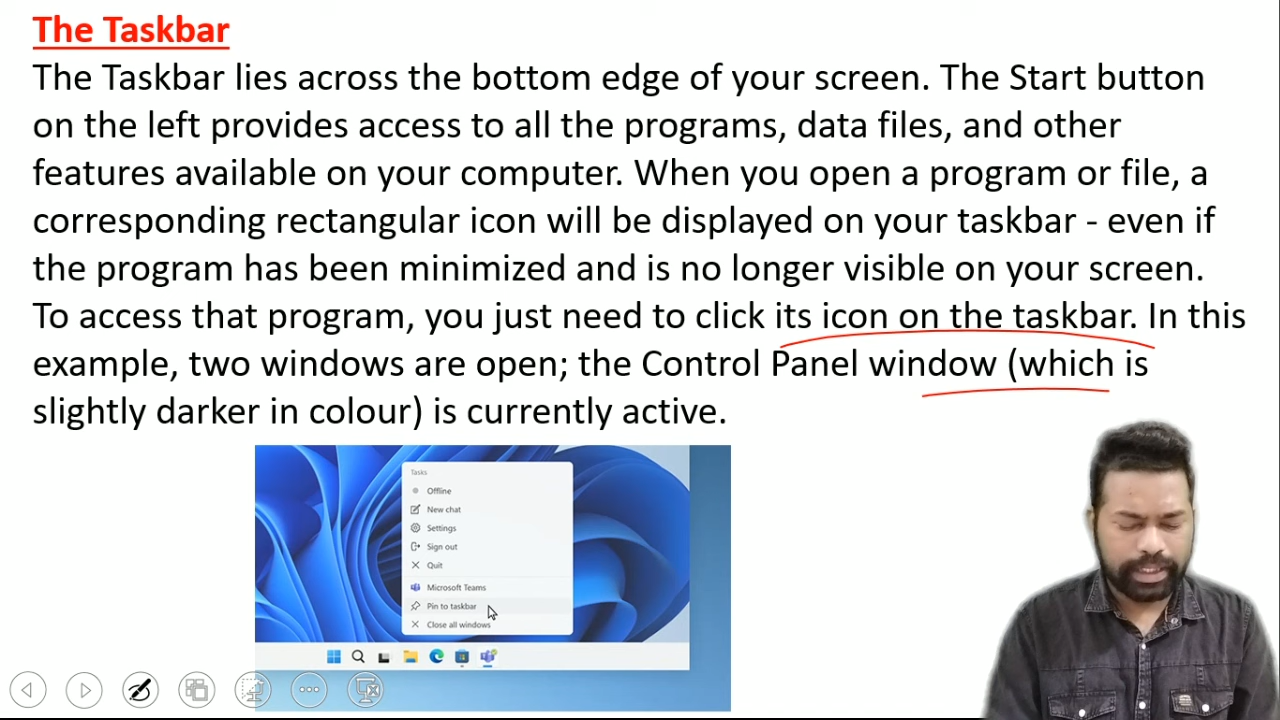 The Taskbar
The Taskbar lies across the bottom edge of your screen. The Start button
on the left provides access to all the programs, data files, and other
features available on your computer. When you open a program or file, a
corresponding rectangular icon will be displayed on your taskbar - even if
the program has been minimized and is no longer visible on your screen.
To access that program, you just need to click its icon on the taskbar. In this
example, two windows are open; the Control Panel window (which is
slightly darker in colour) is currently active.
Tasks
Offline
New chat
Settings
Sign out
Quit
Microsoft Teams
Pin to taskbar
Close all windows